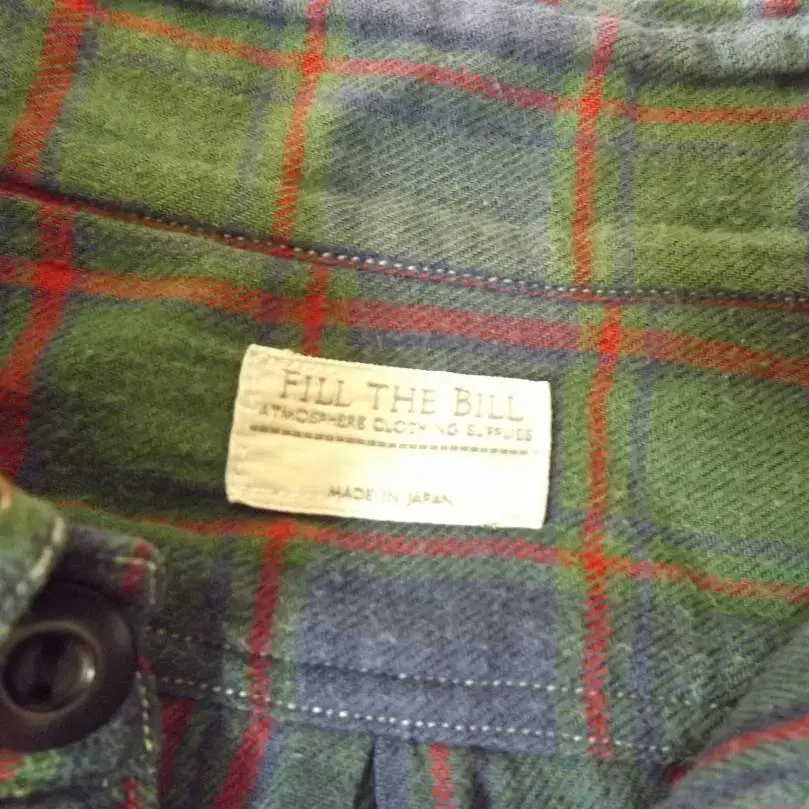 FILL THE BILL
ATMOSPHERE CLOTHING SUPPLIES
MADE IN JAPAN